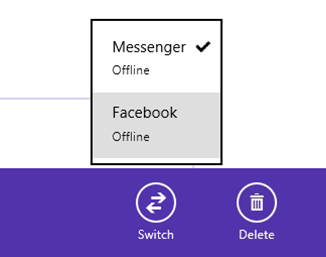 Messenger
Offline
Facebook
Offline
Switch
Delete